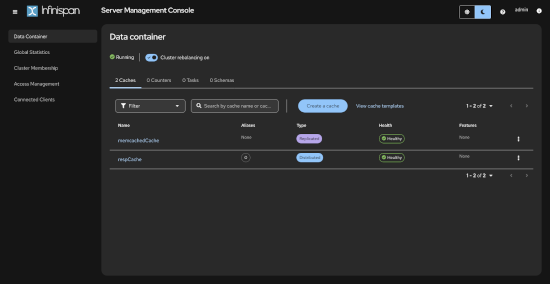 Infinispan
Server Management Console
admin
Data Container
Global Statistics
Cluster Membership
Access Management
Connected Clients
Data container
Running
Cluster rebalancing on
2 Caches
0 Counters
0 Tasks
0 Schemas
Filter
Search by cache name or cac...
Create a cache
View cache templates
1 - 2 of 2
Name
Aliases
Type
Health
Features
memcachedCache
None
Replicated
Healthy
None
respCache
0
Distributed
Healthy
None
1 - 2 of 2